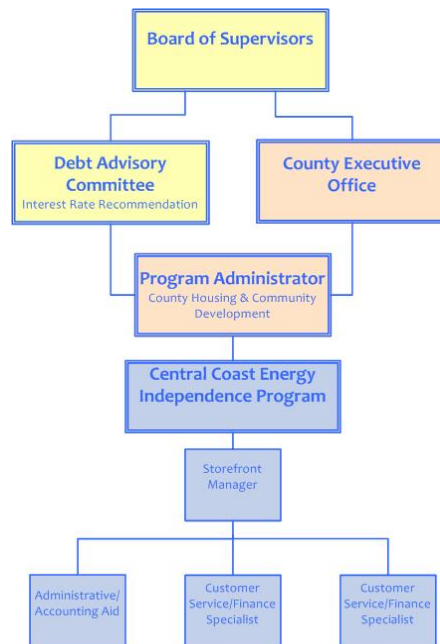 Board of Supervisors
Debt Advisory
Committee
Interest Rate Recommendation
County Executive
Office
Program Administrator
County Housing & Community
Development
Central Coast Energy
Independence Program
Storefront
Manager
Administrative/
Accounting Aid
Customer
Service/Finance
Specialist
Customer
Service/Finance
Specialist